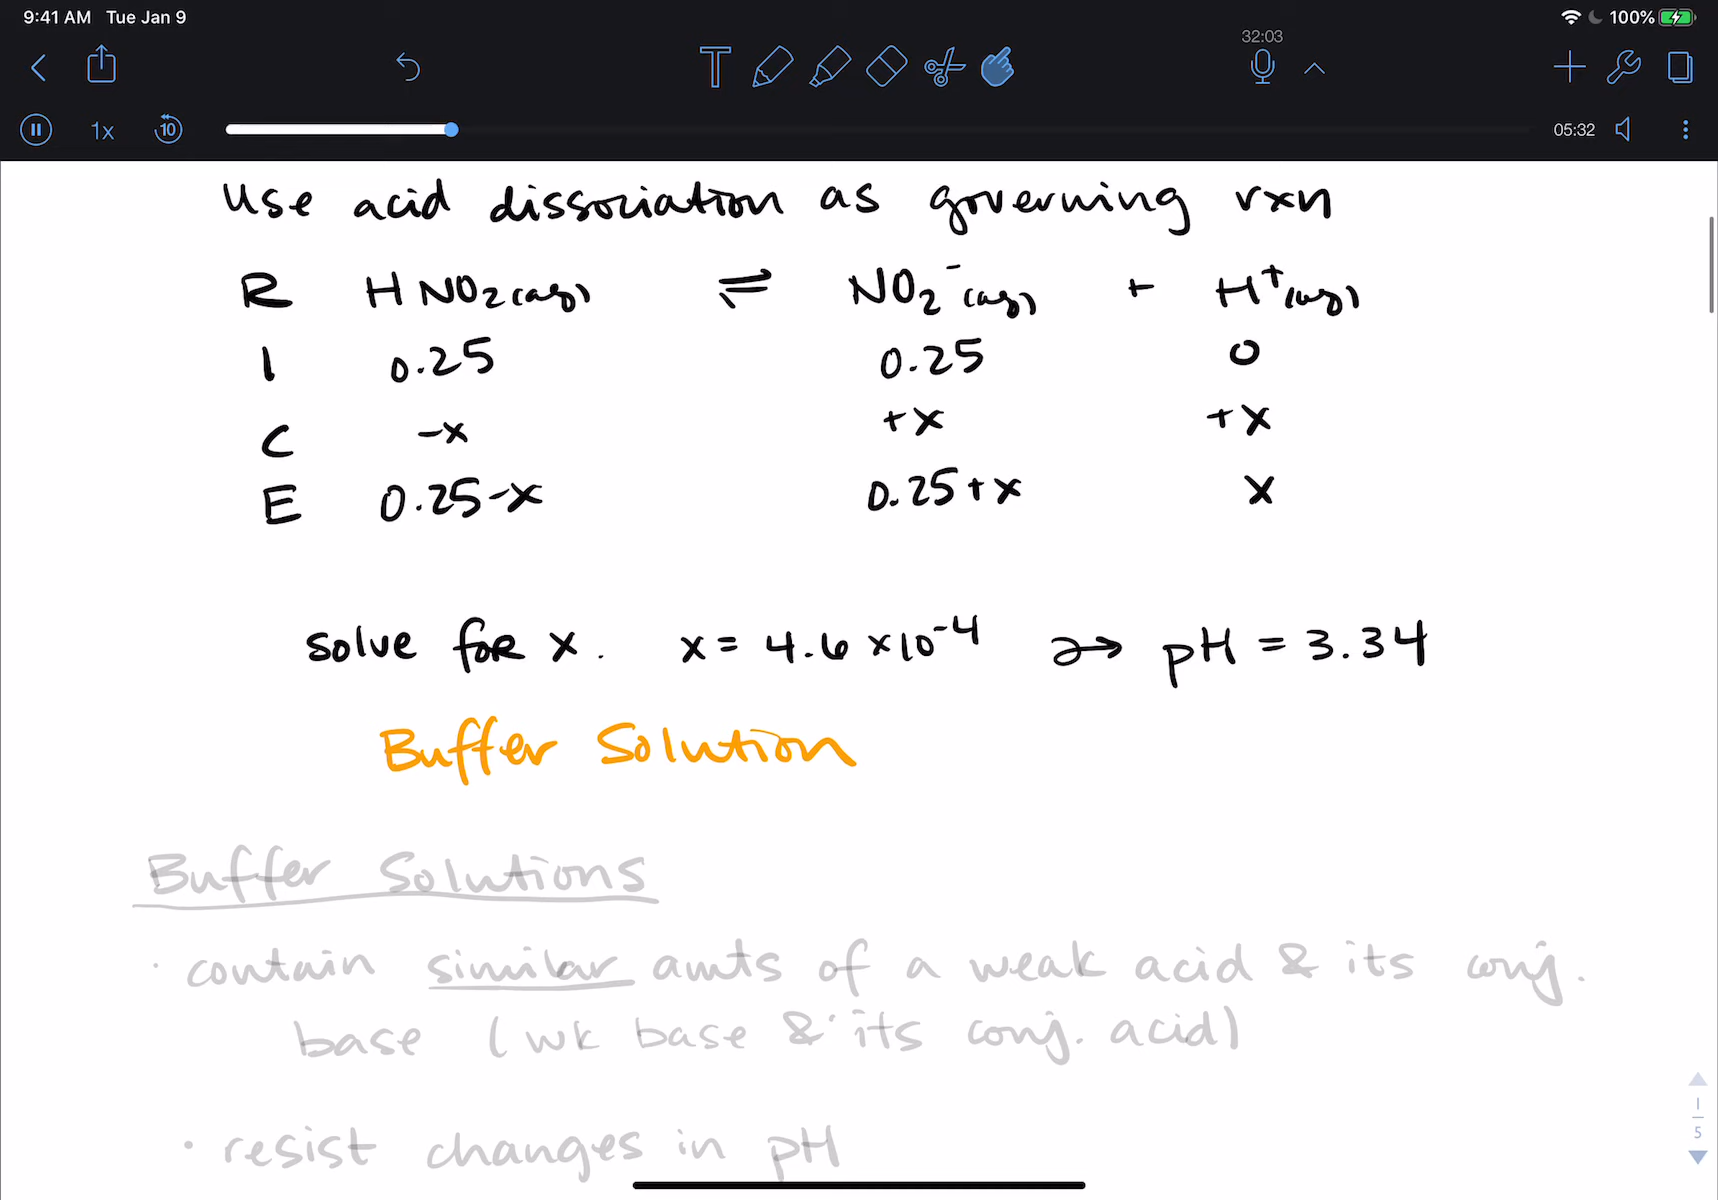 9:41 AM Tue Jan 9
100%
32:03
1x
10
05:32
Use acid dissociation as governing rxn
R HNO₂(aq) ⇌ NO₂⁻(aq) + H⁺(aq)
I 0.25 0.25 0
C -x +x +x
E 0.25-x 0.25+x x
solve for x. x = 4.6 x10⁻⁴ → pH = 3.34
Buffer Solution
Buffer Solutions
· contain similar amts of a weak acid & its conj.
base (wk base & its conj. acid)
· resist changes in pH
1
5